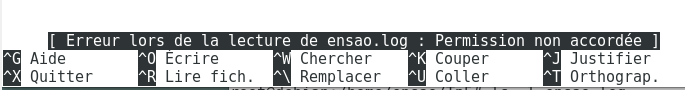 [ Erreur lors de la lecture de ensao.log : Permission non accordée ]
^G Aide ^O Écrire ^W Chercher ^K Couper ^J Justifier
^X Quitter ^R Lire fich. ^\ Remplacer ^U Coller ^T Orthograp.